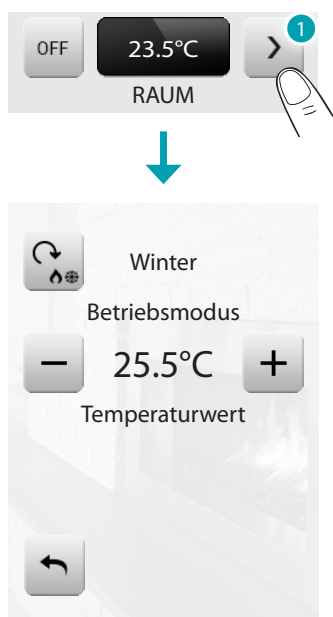 OFF 23.5°C > 1
RAUM
Winter
Betriebsmodus
− 25.5°C +
Temperaturwert